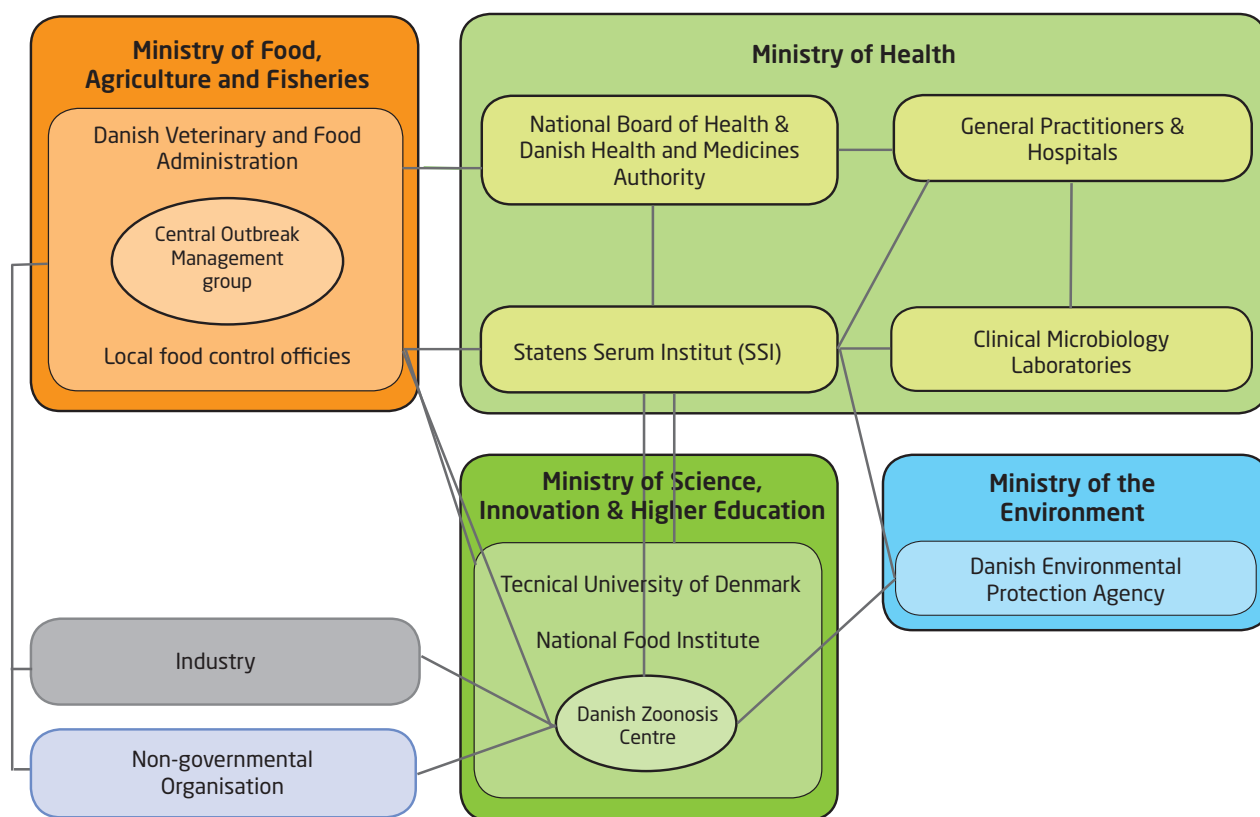 Ministry of Food,
Agriculture and Fisheries
Danish Veterinary and Food
Administration
Central Outbreak
Management
group
Local food control officies
Ministry of Health
National Board of Health &
Danish Health and Medicines
Authority
General Practitioners &
Hospitals
Statens Serum Institut (SSI)
Clinical Microbiology
Laboratories
Ministry of Science,
Innovation & Higher Education
Tecnical University of Denmark
National Food Institute
Danish Zoonosis
Centre
Ministry of the
Environment
Danish Environmental
Protection Agency
Industry
Non-governmental
Organisation